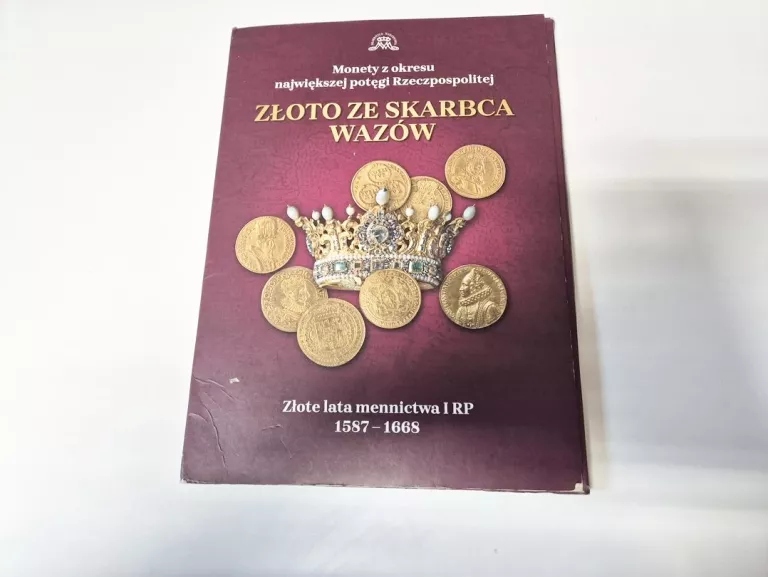 Monety z okresu
największej potęgi Rzeczpospolitej
ZŁOTO ZE SKARBCA
WAZÓW
Złote lata mennictwa I RP
1587 – 1668